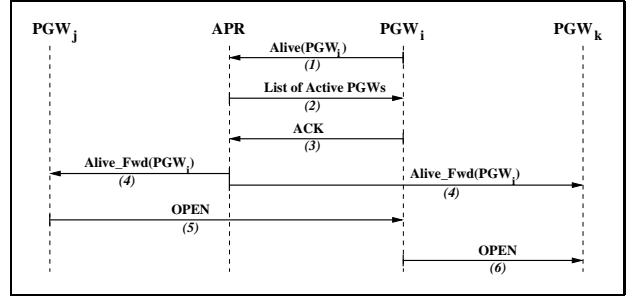 PGW_j APR PGW_i PGW_k
Alive(PGW_i)
(1)
List of Active PGWs
(2)
ACK
(3)
Alive_Fwd(PGW_i) Alive_Fwd(PGW_i)
(4) (4)
OPEN
(5)
OPEN
(6)